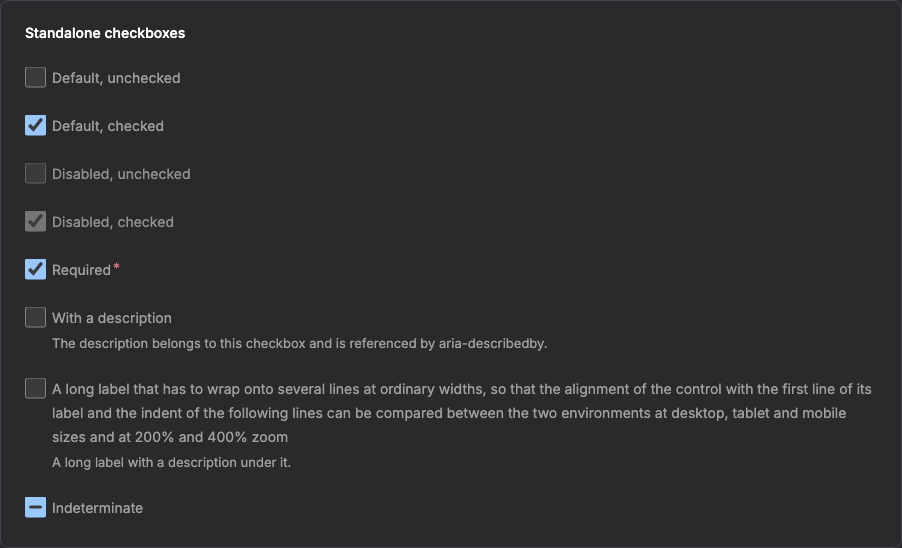 Standalone checkboxes
Default, unchecked
Default, checked
Disabled, unchecked
Disabled, checked
Required*
With a description
The description belongs to this checkbox and is referenced by aria-describedby.
A long label that has to wrap onto several lines at ordinary widths, so that the alignment of the control with the first line of its
label and the indent of the following lines can be compared between the two environments at desktop, tablet and mobile
sizes and at 200% and 400% zoom
A long label with a description under it.
Indeterminate